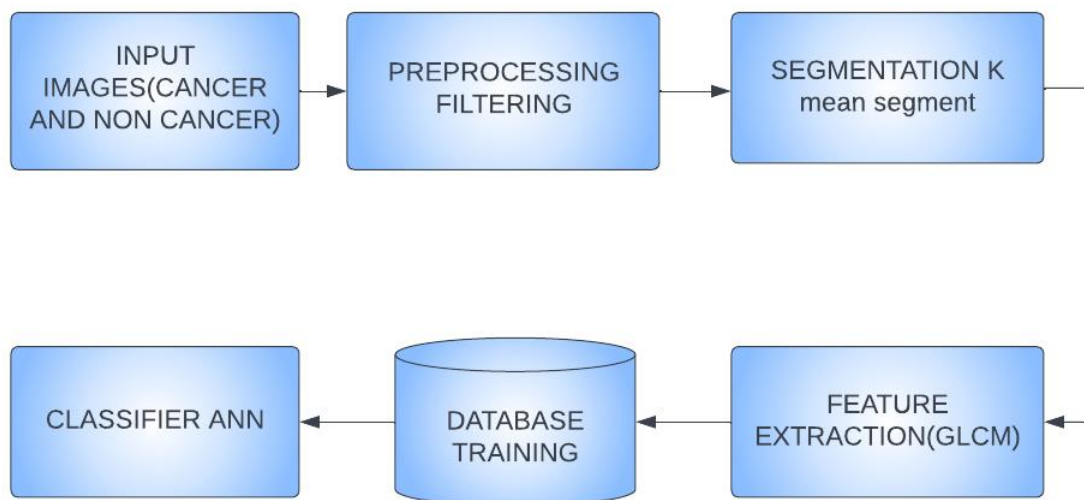 INPUT
IMAGES(CANCER
AND NON CANCER)
PREPROCESSING
FILTERING
SEGMENTATION K
mean segment
FEATURE
EXTRACTION(GLCM)
DATABASE
TRAINING
CLASSIFIER ANN